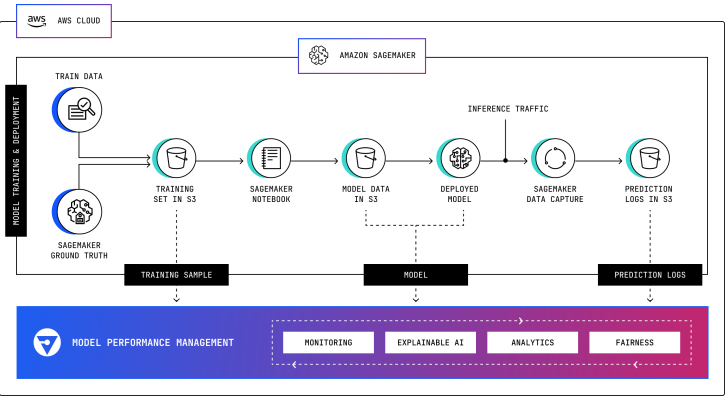 aws AWS CLOUD
AMAZON SAGEMAKER
MODEL TRAINING & DEPLOYMENT
TRAIN DATA
INFERENCE TRAFFIC
TRAINING
SET IN S3
SAGEMAKER
NOTEBOOK
MODEL DATA
IN S3
DEPLOYED
MODEL
SAGEMAKER
DATA CAPTURE
PREDICTION
LOGS IN S3
SAGEMAKER
GROUND TRUTH
TRAINING SAMPLE
MODEL
PREDICTION LOGS
MODEL PERFORMANCE MANAGEMENT
MONITORING
EXPLAINABLE AI
ANALYTICS
FAIRNESS